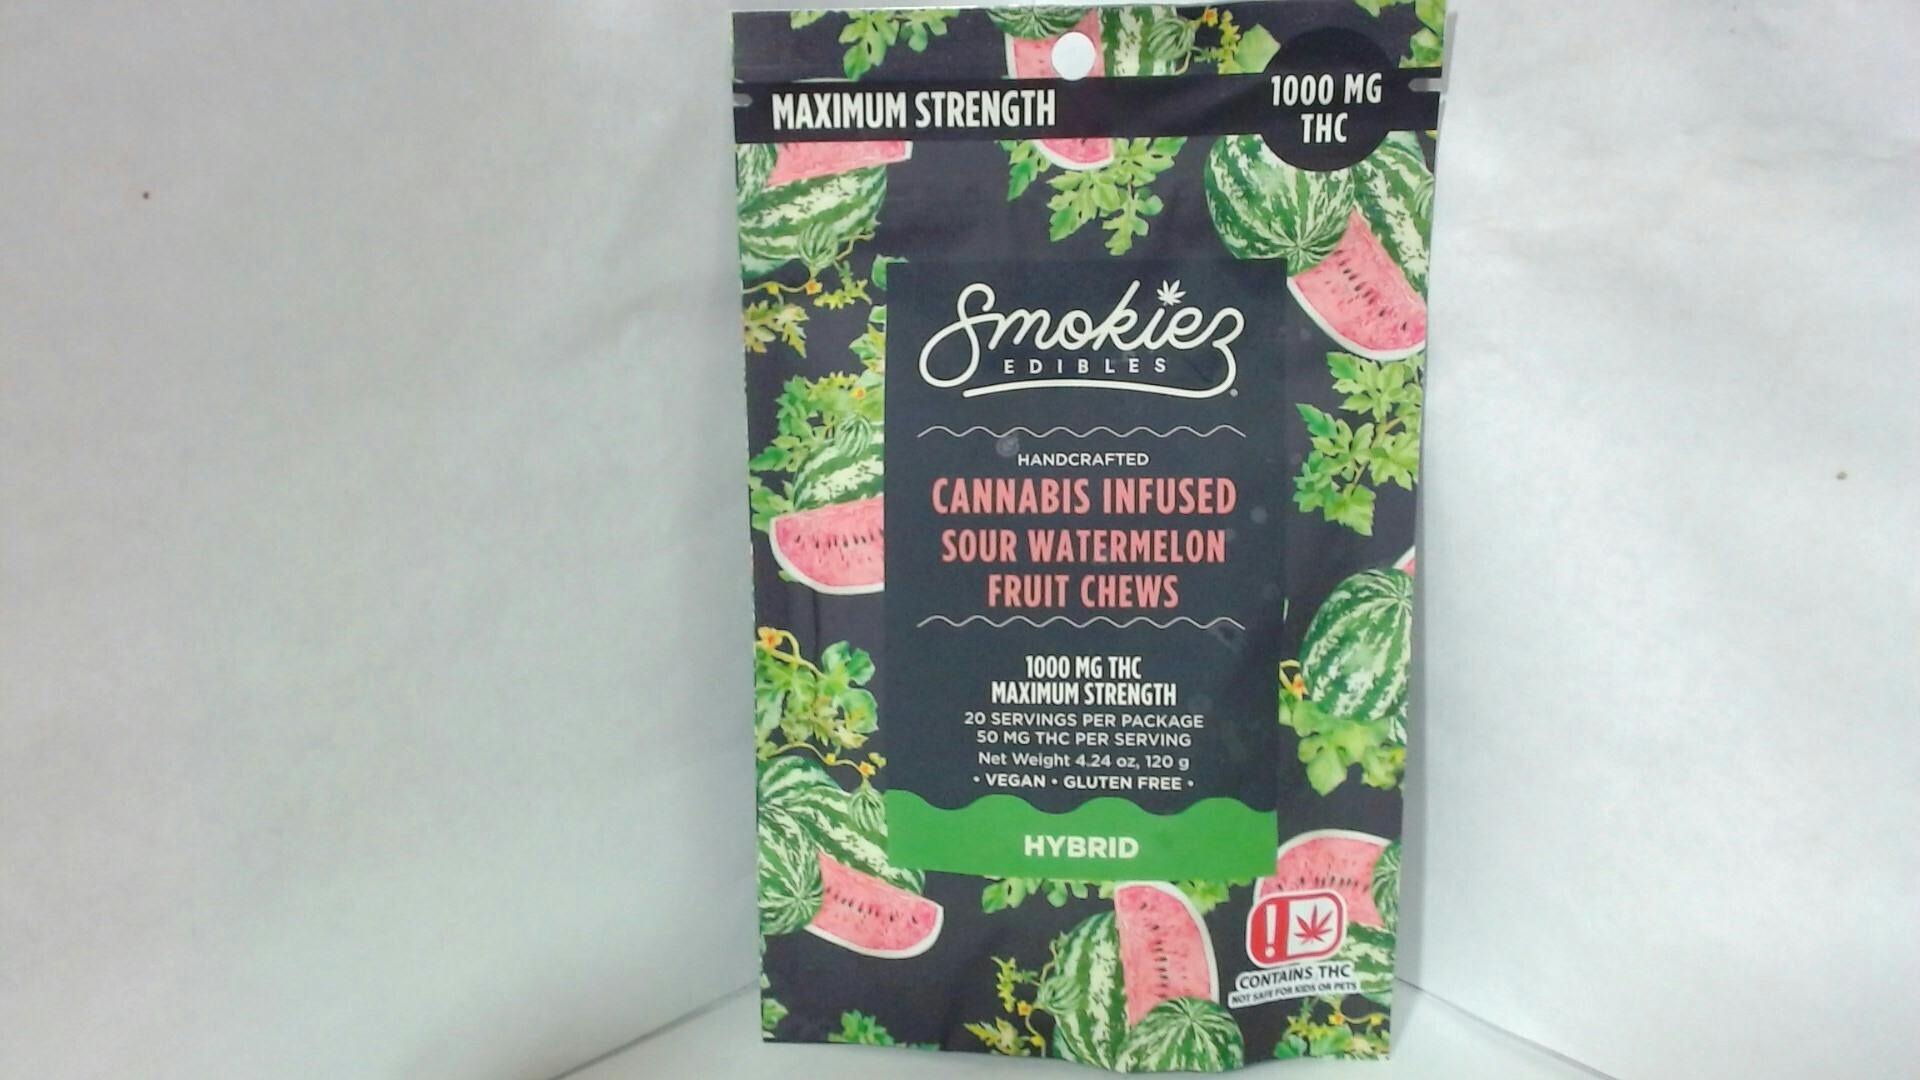 MAXIMUM STRENGTH
1000 MG
THC
Smokiez
EDIBLES
HANDCRAFTED
CANNABIS INFUSED
SOUR WATERMELON
FRUIT CHEWS
1000 MG THC
MAXIMUM STRENGTH
20 SERVINGS PER PACKAGE
50 MG THC PER SERVING
Net Weight 4.24 oz, 120 g
• VEGAN • GLUTEN FREE •
HYBRID
!
CONTAINS THC
NOT SAFE FOR KIDS OR PETS